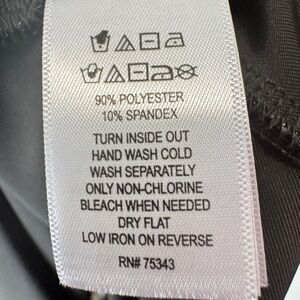 90% POLYESTER
10% SPANDEX
TURN INSIDE OUT
HAND WASH COLD
WASH SEPARATELY
ONLY NON-CHLORINE
BLEACH WHEN NEEDED
DRY FLAT
LOW IRON ON REVERSE
RN# 75343